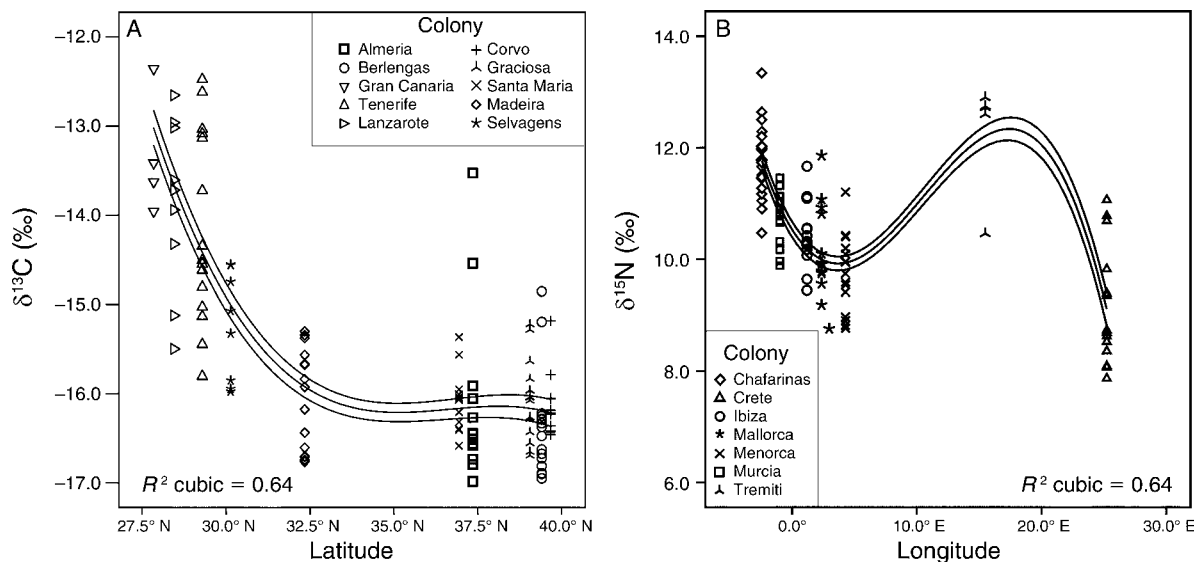 A
Colony
Almeria
Berlengas
Gran Canaria
Tenerife
Lanzarote
Corvo
Graciosa
Santa Maria
Madeira
Selvagens
δ¹³C (‰)
−12.0
−13.0
−14.0
−15.0
−16.0
−17.0
R² cubic = 0.64
27.5° N
30.0° N
32.5° N
35.0° N
37.5° N
40.0° N
Latitude
B
δ¹⁵N (‰)
14.0
12.0
10.0
8.0
6.0
Colony
Chafarinas
Crete
Ibiza
Mallorca
Menorca
Murcia
Tremiti
R² cubic = 0.64
0.0°
10.0° E
20.0° E
30.0° E
Longitude